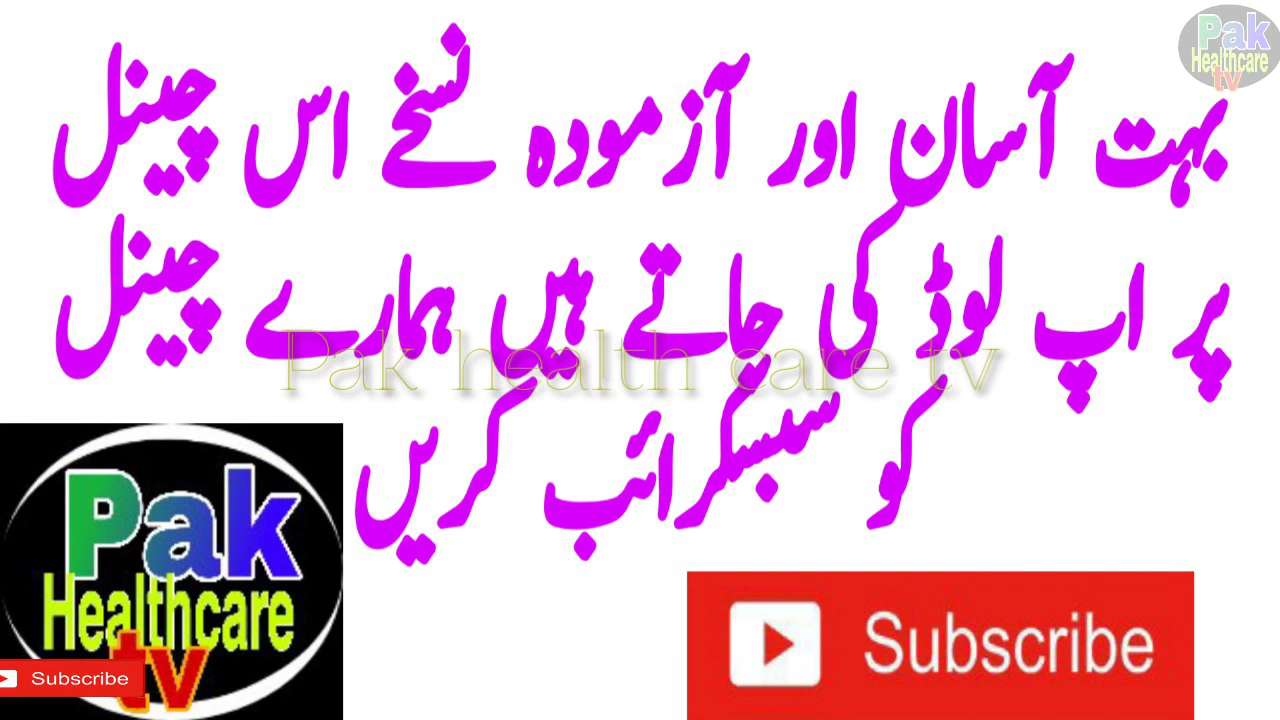 Pak
Healthcare
tv
بہت آسان اور آزمودہ نسخے اس چینل
پر اپ لوڈ کی جاتے ہیں ہمارے چینل
Pak health care tv
کو سبسکرائب کریں
Pak
Healthcare
tv
Subscribe
Subscribe